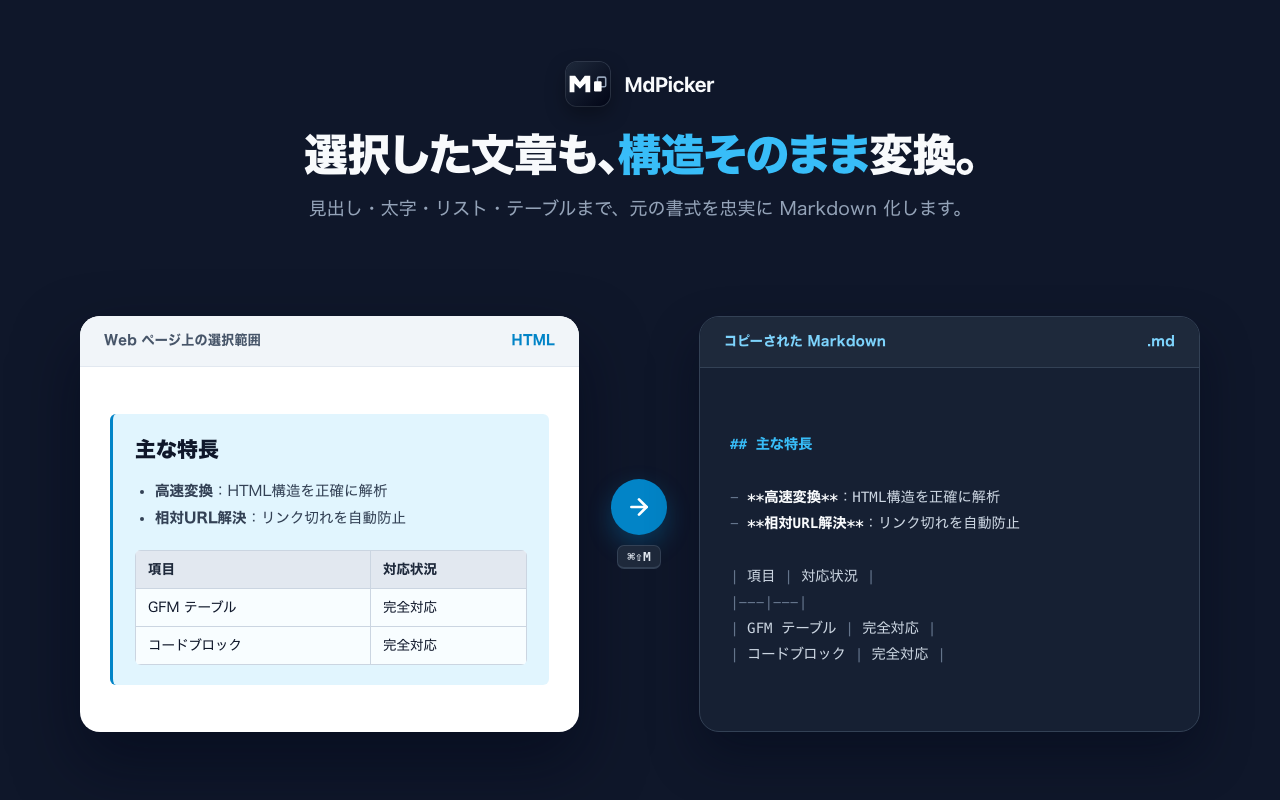 MdPicker
選択した文章も、構造そのまま変換。
見出し・太字・リスト・テーブルまで、元の書式を忠実に Markdown 化します。
Web ページ上の選択範囲 HTML
主な特長
• 高速変換：HTML構造を正確に解析
• 相対URL解決：リンク切れを自動防止
項目 対応状況
GFM テーブル 完全対応
コードブロック 完全対応
→
⌘⇧M
コピーされた Markdown .md
## 主な特長
- **高速変換**：HTML構造を正確に解析
- **相対URL解決**：リンク切れを自動防止
| 項目 | 対応状況 |
|---|---|
| GFM テーブル | 完全対応 |
| コードブロック | 完全対応 |